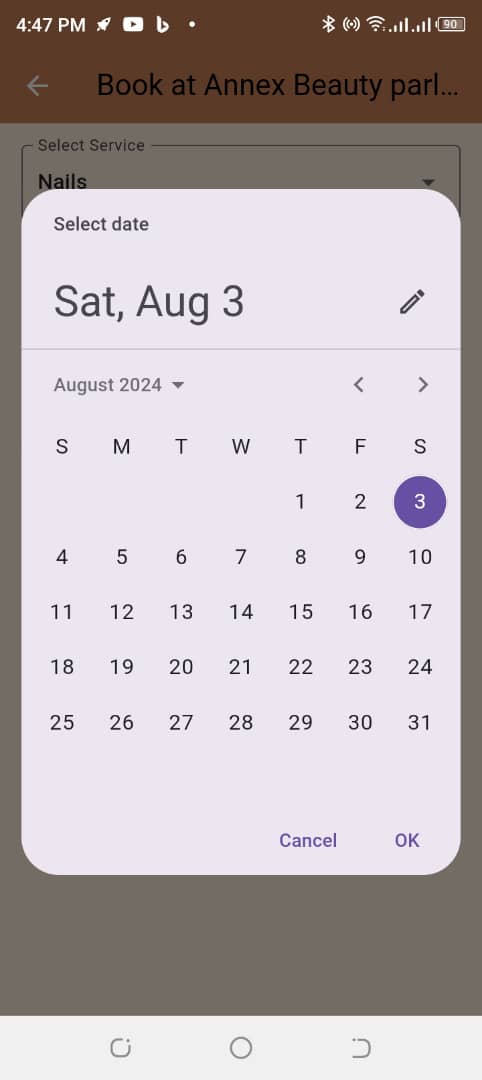 4:47 PM
90
Book at Annex Beauty parl...
Select Service
Nails
Select date
Sat, Aug 3
August 2024
S M T W T F S
1 2 3
4 5 6 7 8 9 10
11 12 13 14 15 16 17
18 19 20 21 22 23 24
25 26 27 28 29 30 31
Cancel OK